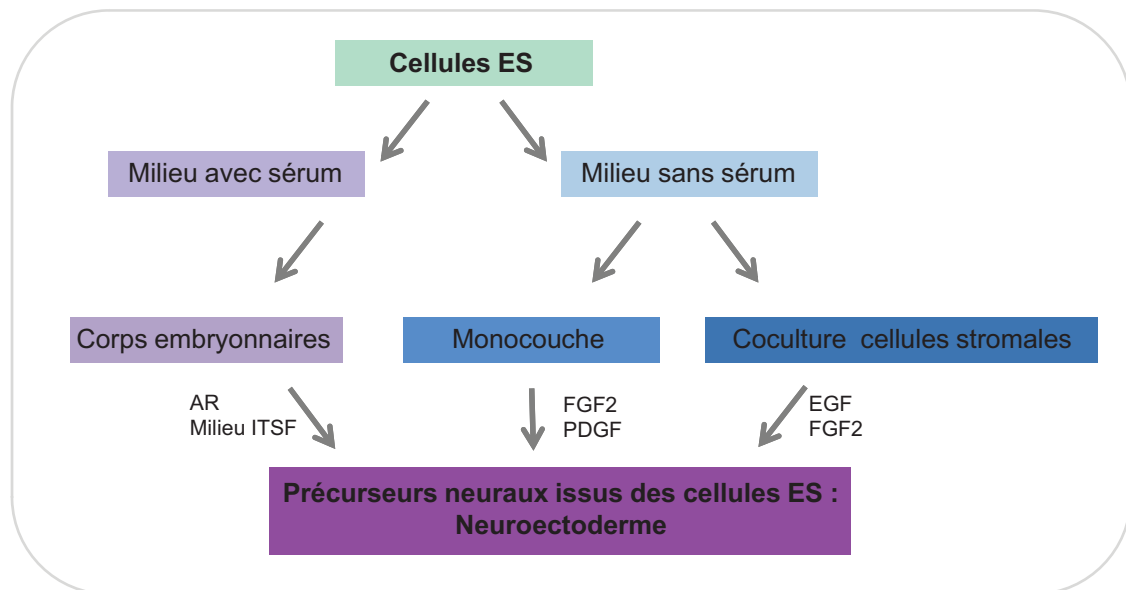 Cellules ES
Milieu avec sérum
Milieu sans sérum
Corps embryonnaires
Monocouche
Coculture cellules stromales
AR
Milieu ITSF
FGF2
PDGF
EGF
FGF2
Précurseurs neuraux issus des cellules ES :
Neuroectoderme